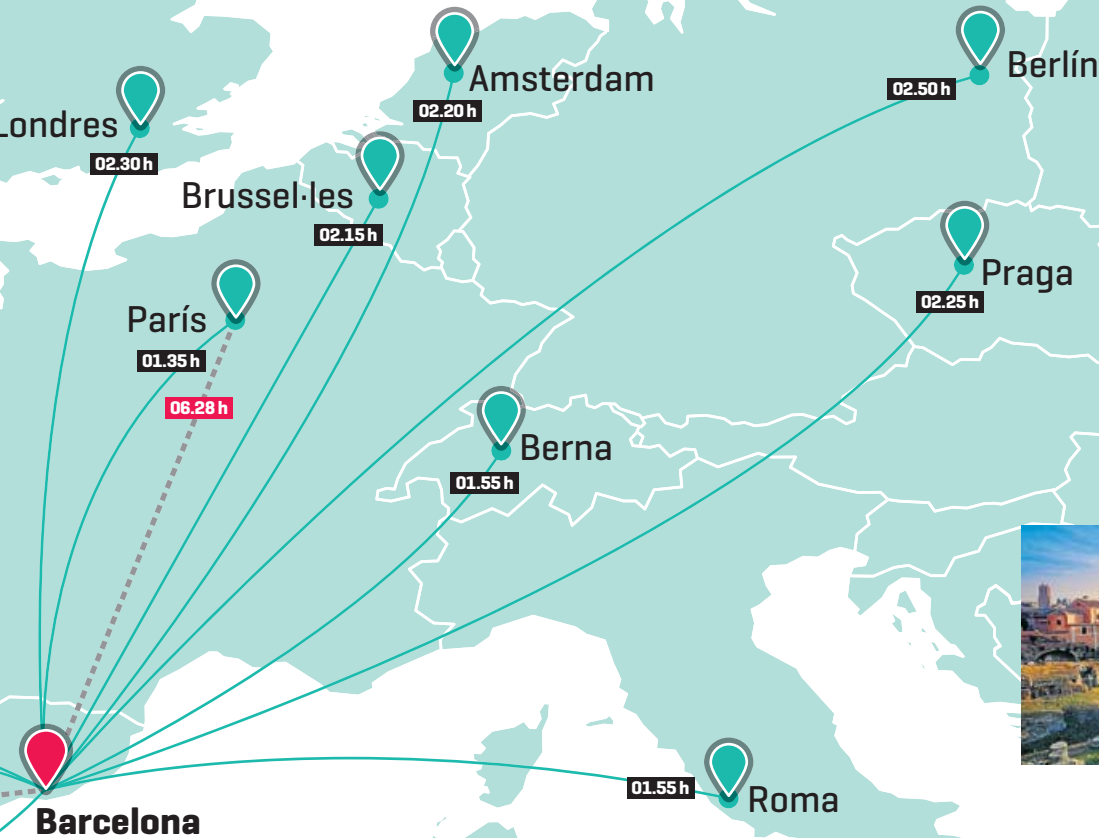 Amsterdam
02.20 h
Berlín
02.50 h
Londres
02.30 h
Brussel·les
02.15 h
Praga
02.25 h
París
01.35 h
06.28 h
Berna
01.55 h
Roma
01.55 h
Barcelona